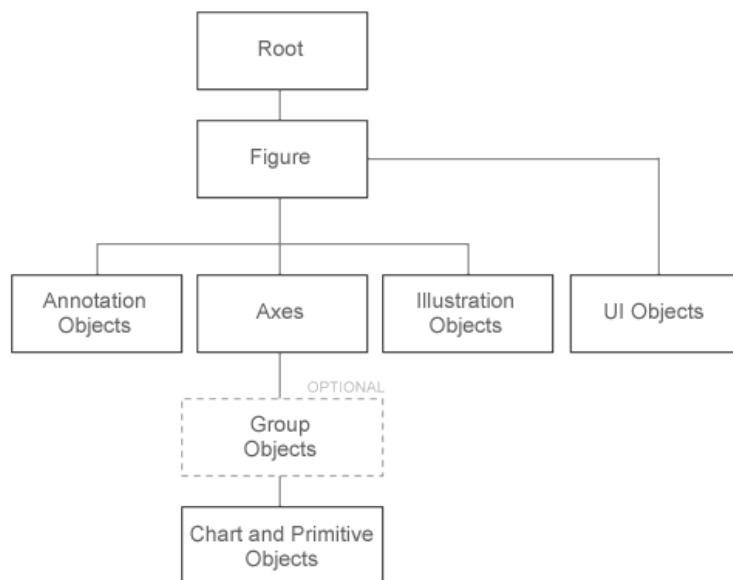 Root
Figure
Annotation
Objects
Axes
Illustration
Objects
UI Objects
OPTIONAL
Group
Objects
Chart and Primitive
Objects